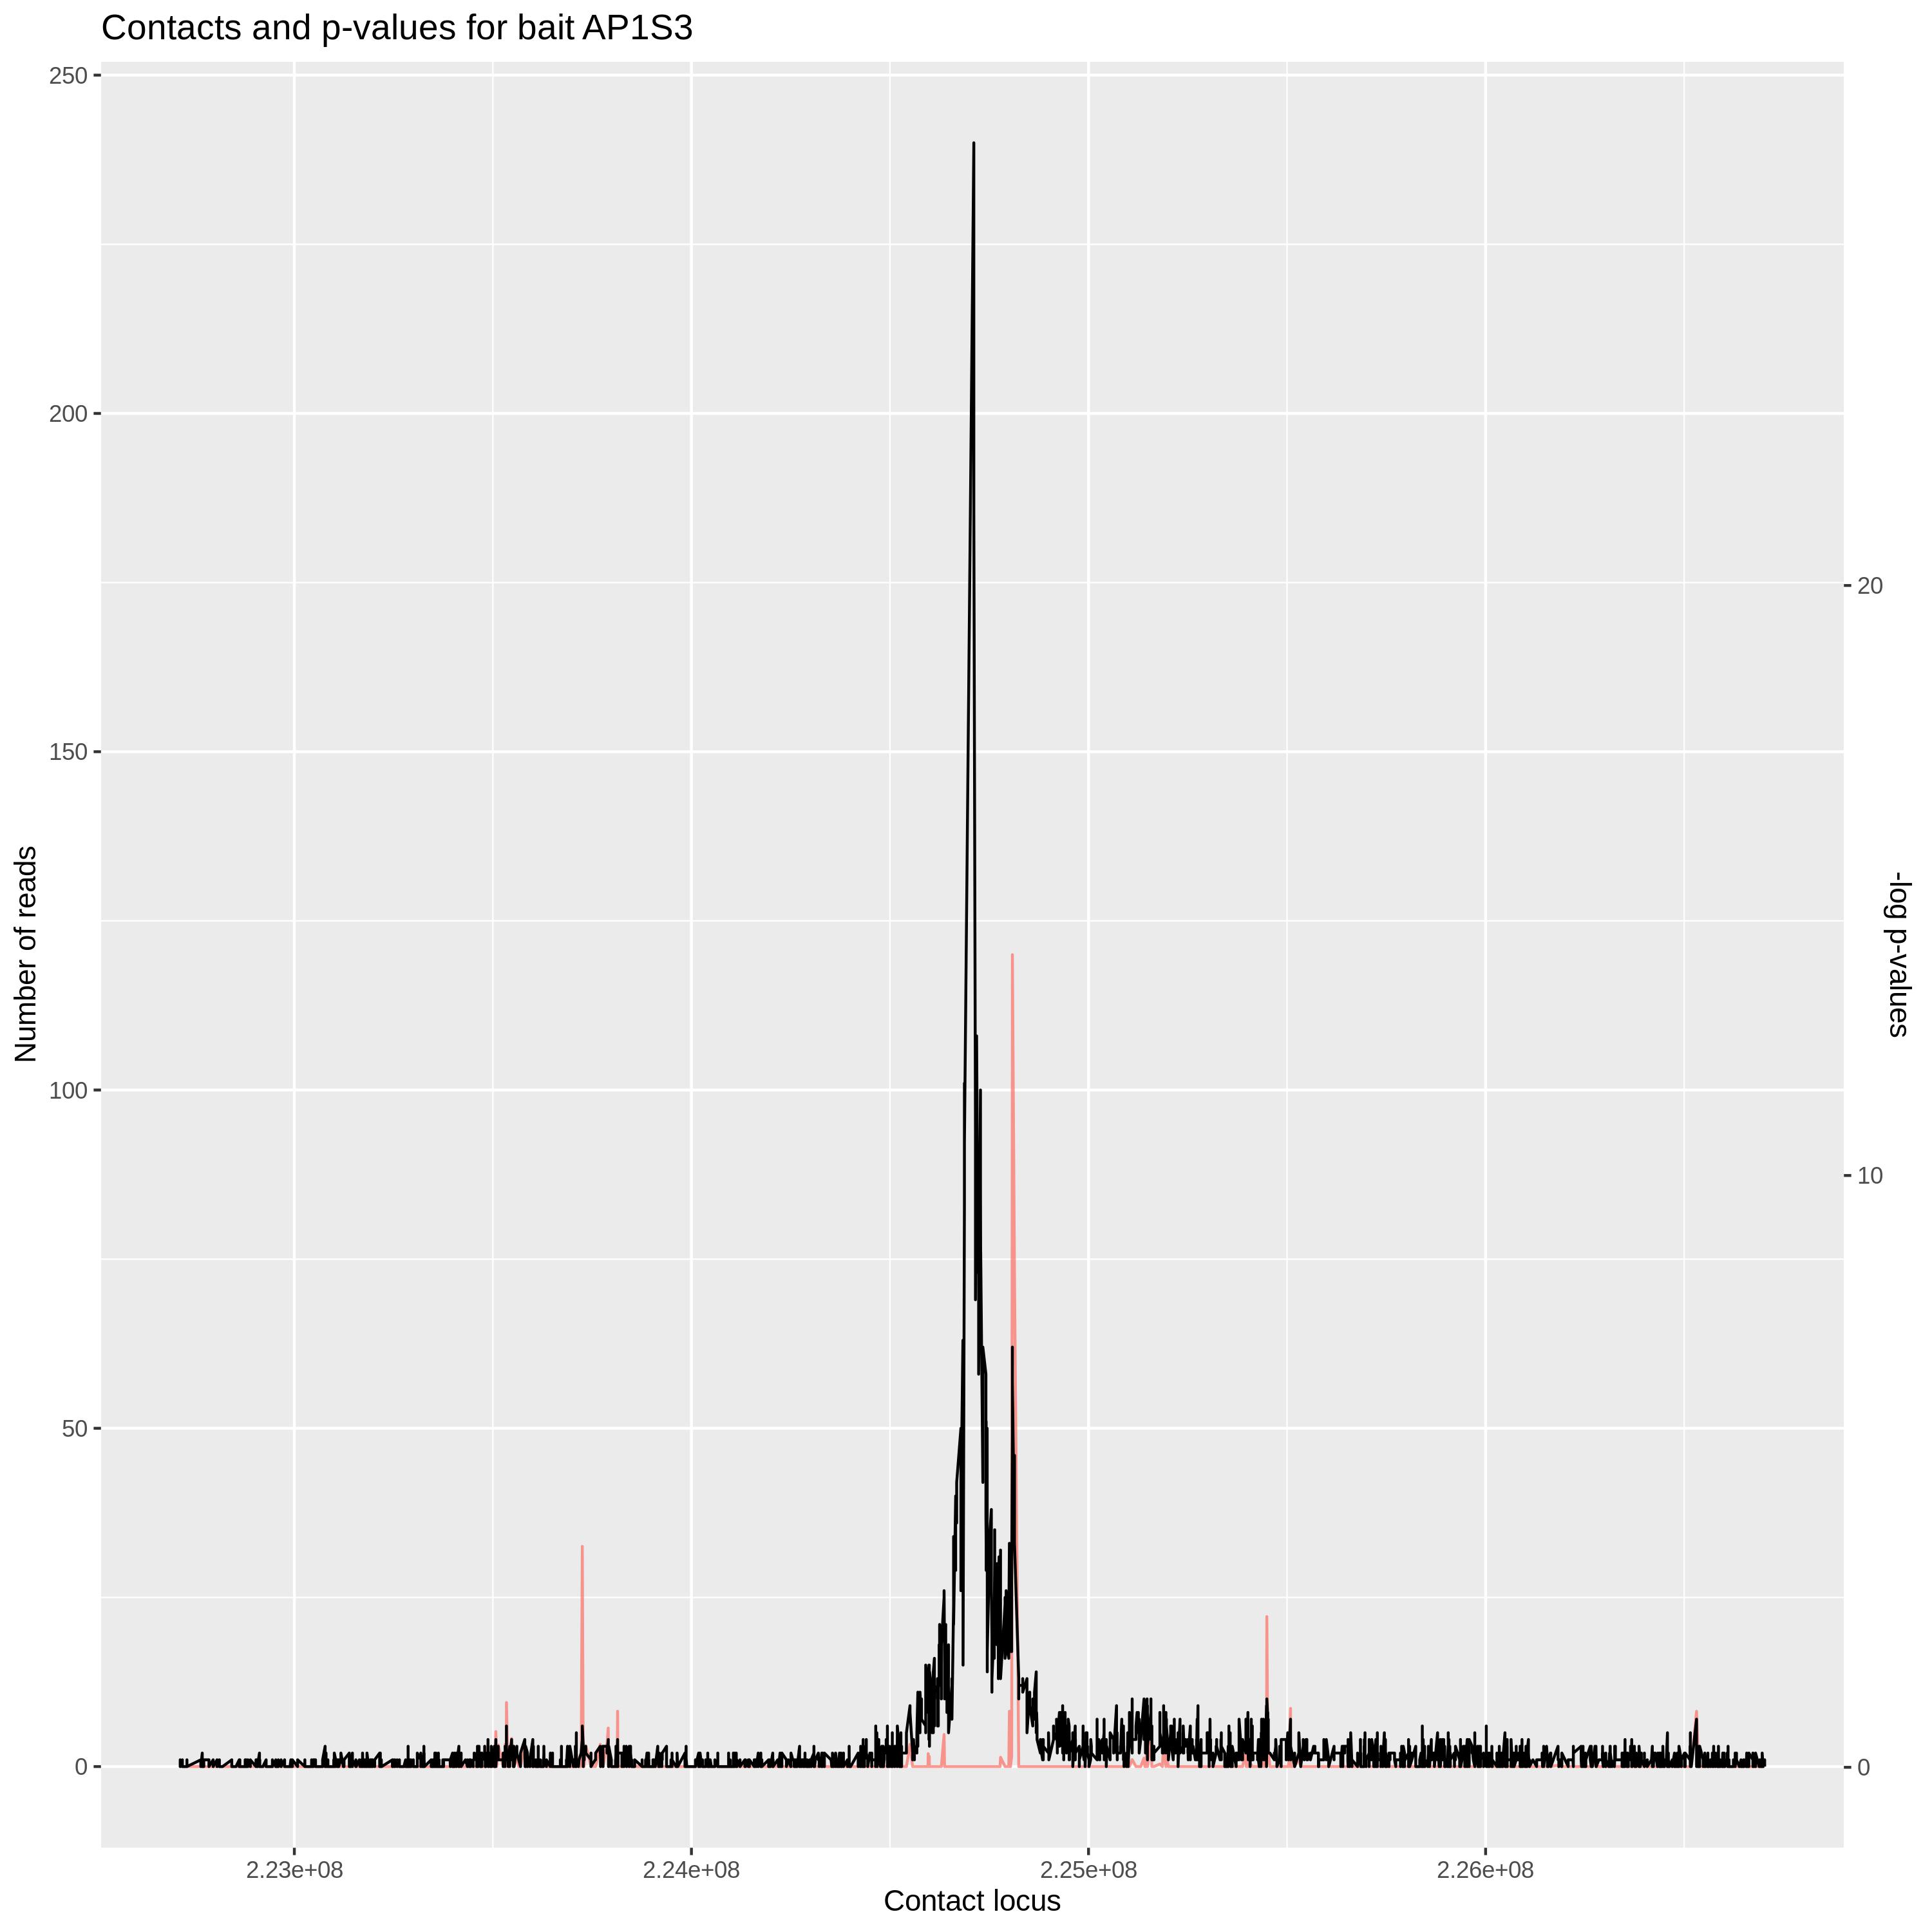 Contacts and p-values for bait AP1S3
250
200
150
100
50
0
Number of reads
20
10
0
-log p-values
2.23e+08
2.24e+08
2.25e+08
2.26e+08
Contact locus